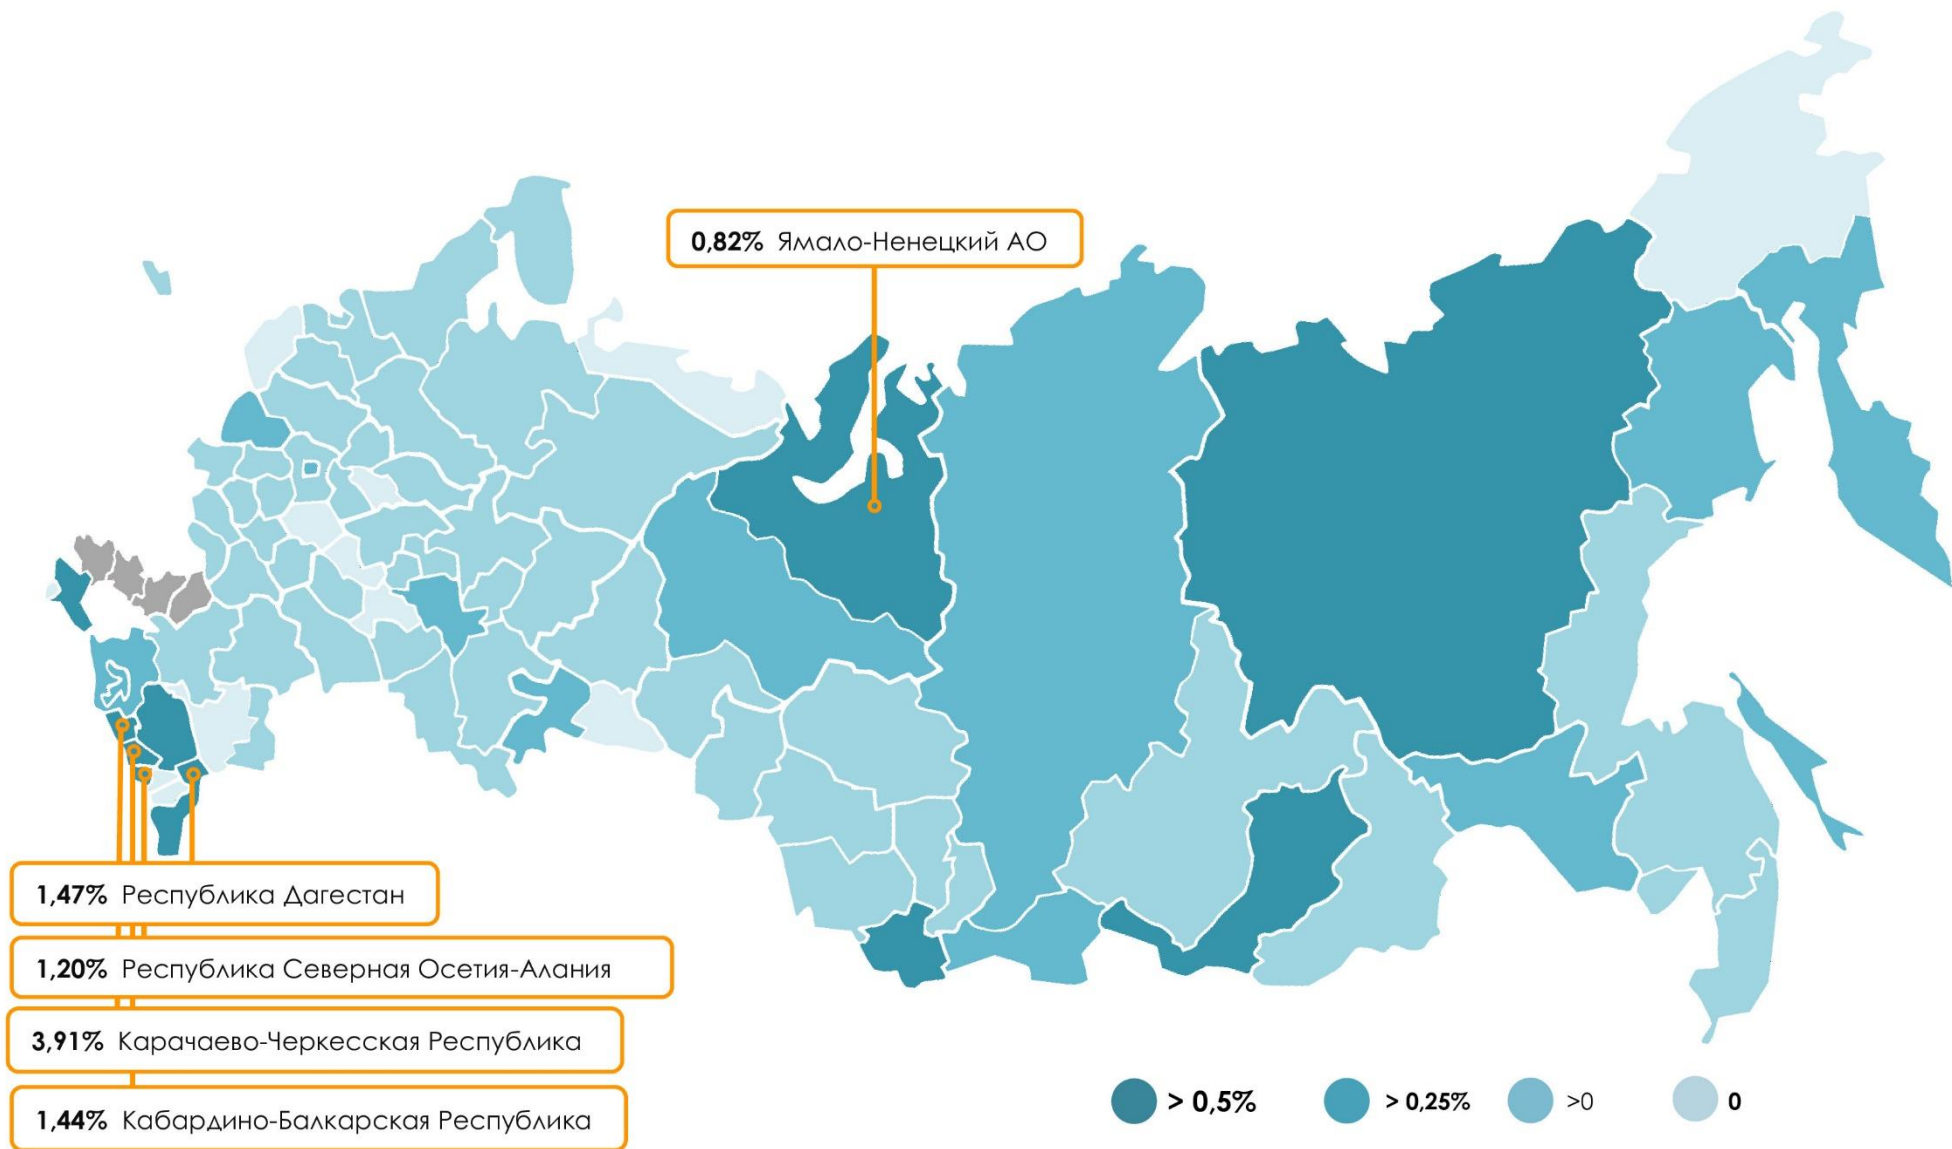 0,82% Ямало-Ненецкий АО
1,47% Республика Дагестан
1,20% Республика Северная Осетия-Алания
3,91% Карачаево-Черкесская Республика
1,44% Кабардино-Балкарская Республика
> 0,5%
> 0,25%
>0
0